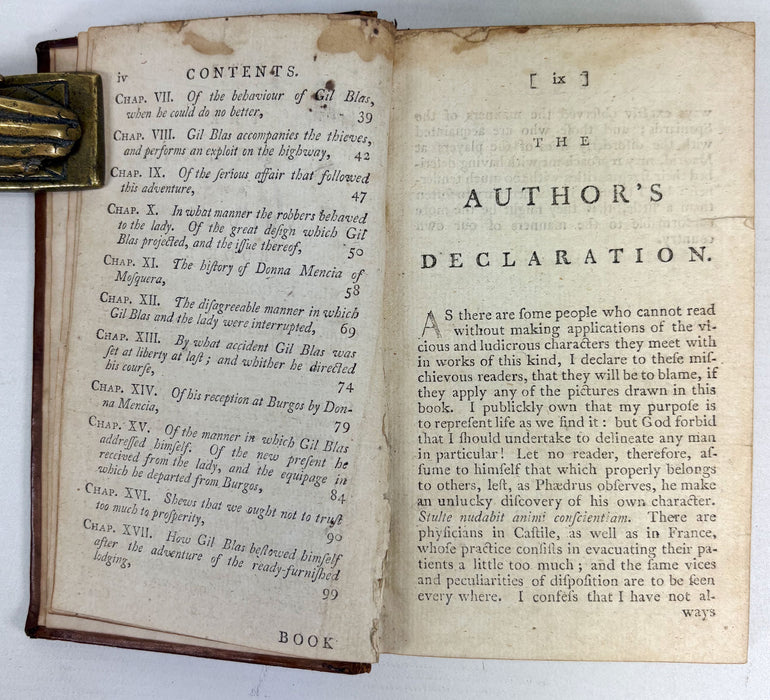 iv CONTENTS.
CHAP. VII. Of the behaviour of Gil Blas,
when he could do no better, 39
CHAP. VIII. Gil Blas accompanies the thieves,
and performs an exploit on the highway, 42
CHAP. IX. Of the ſerious affair that followed
this adventure, 47
CHAP. X. In what manner the robbers behaved
to the lady. Of the great deſign which Gil
Blas projected, and the iſſue thereof, 50
CHAP. XI. The hiſtory of Donna Mencia of
Moſquera, 58
CHAP. XII. The diſagreeable manner in which
Gil Blas and the lady were interrupted, 69
CHAP. XIII. By what accident Gil Blas was
ſet at liberty at laſt; and whither he directed
his courſe, 74
CHAP. XIV. Of his reception at Burgos by Don-
na Mencia, 79
CHAP. XV. Of the manner in which Gil Blas
addreſſed himſelf. Of the new preſent he
received from the lady, and the equipage in
which he departed from Burgos, 84
CHAP. XVI. Shews that we ought not to truſt
too much to proſperity, 90
CHAP. XVII. How Gil Blas beſtowed himſelf
after the adventure of the ready-furniſhed
lodging, 99
BOOK
[ ix ]
THE
AUTHOR'S
DECLARATION.
AS there are ſome people who cannot read
without making applications of the vi-
cious and ludicrous characters they meet with
in works of this kind, I declare to theſe miſ-
chievous readers, that they will be to blame, if
they apply any of the pictures drawn in this
book. I publickly own that my purpoſe is
to repreſent life as we find it: but God forbid
that I ſhould undertake to delineate any man
in particular! Let no reader, therefore, aſ-
ſume to himſelf that which properly belongs
to others, leſt, as Phædrus obſerves, he make
an unlucky diſcovery of his own character.
Stulte nudabit animi conſcientiam. There are
phyſicians in Caſtile, as well as in France,
whoſe practice conſiſts in evacuating their pa-
tients a little too much; and the ſame vices
and peculiarities of diſpoſition are to be ſeen
every where. I confeſs that I have not al-
ways